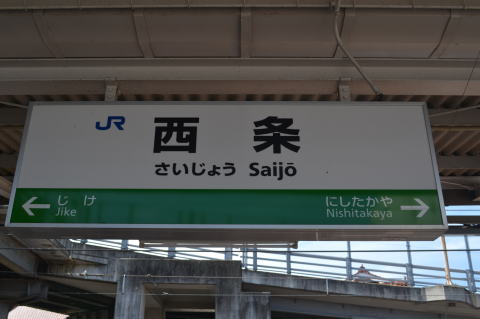 JR 西条
さいじょう Saijō
じけ にしたかや
Jike Nishitakaya